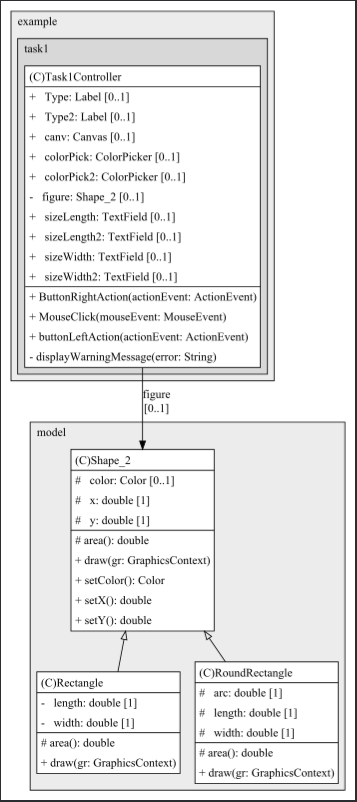 example
task1
(C)Task1Controller
+ Type: Label [0..1]
+ Type2: Label [0..1]
+ canv: Canvas [0..1]
+ colorPick: ColorPicker [0..1]
+ colorPick2: ColorPicker [0..1]
- figure: Shape_2 [0..1]
+ sizeLength: TextField [0..1]
+ sizeLength2: TextField [0..1]
+ sizeWidth: TextField [0..1]
+ sizeWidth2: TextField [0..1]
+ ButtonRightAction(actionEvent: ActionEvent)
+ MouseClick(mouseEvent: MouseEvent)
+ buttonLeftAction(actionEvent: ActionEvent)
- displayWarningMessage(error: String)
figure
[0..1]
model
(C)Shape_2
# color: Color [0..1]
# x: double [1]
# y: double [1]
# area(): double
+ draw(gr: GraphicsContext)
+ setColor(): Color
+ setX(): double
+ setY(): double
(C)Rectangle
- length: double [1]
- width: double [1]
# area(): double
+ draw(gr: GraphicsContext)
(C)RoundRectangle
# arc: double [1]
# length: double [1]
# width: double [1]
# area(): double
+ draw(gr: GraphicsContext)